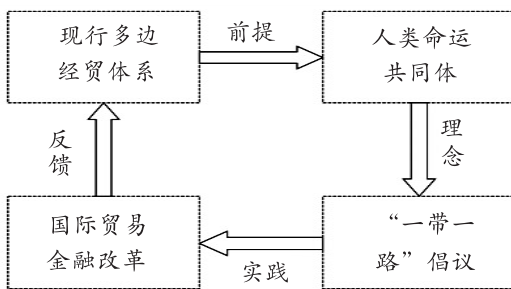 现行多边
经贸体系
前提
人类命运
共同体
理念
“一带一
路”倡议
实践
国际贸易
金融改革
反馈